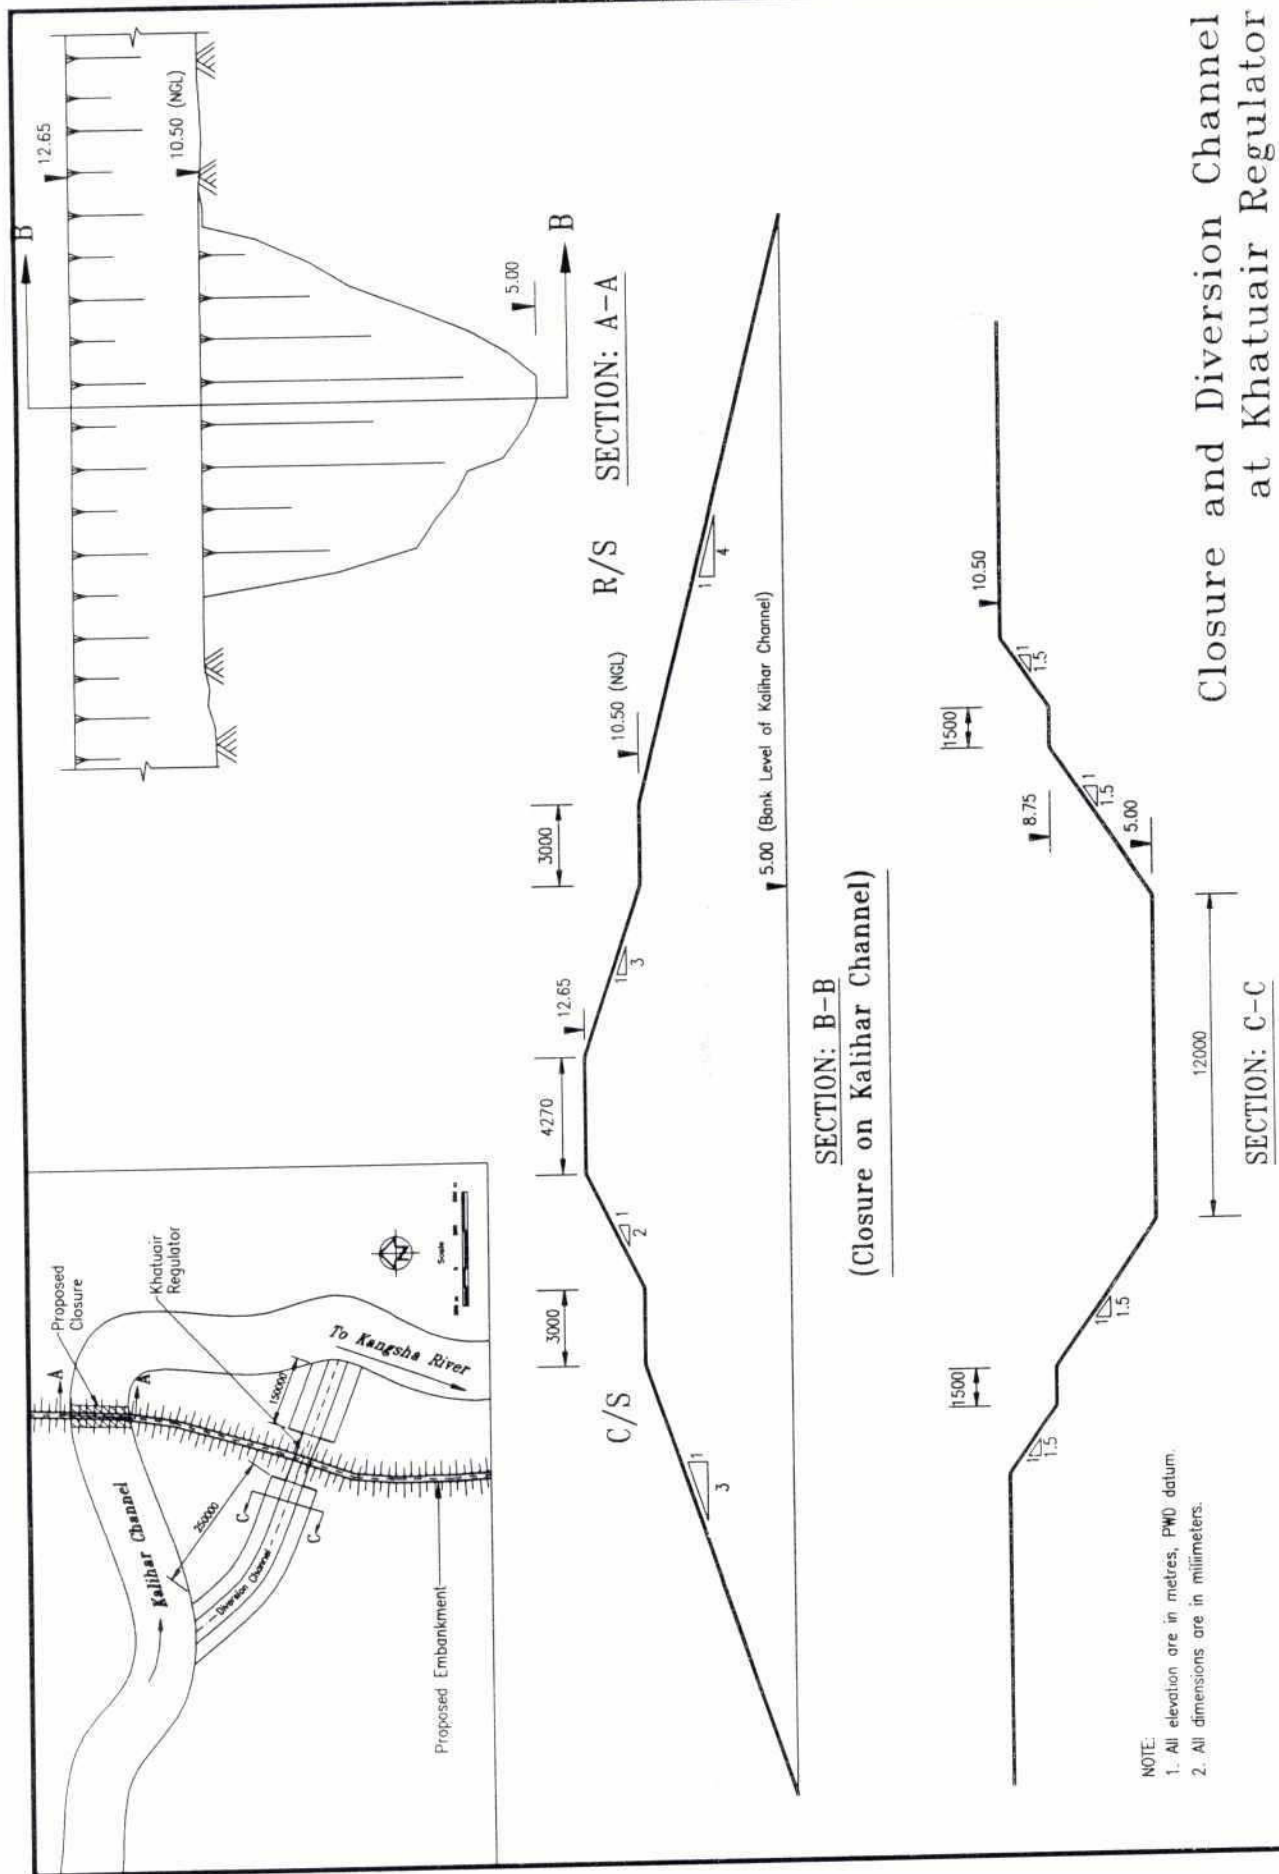 Proposed
Closure
A
A
Khatuair
Regulator
Kalihar Channel
250000
150000
To Kangsha River
N
Scale
C
C
Diversion Channel
Proposed Embankment
B
12.65
10.50 (NGL)
5.00
B
SECTION: A-A
C/S
R/S
3000
4270
3000
12.65
10.50 (NGL)
1
3
1
2
1
3
1
4
5.00 (Bank Level of Kalihar Channel)
SECTION: B-B
(Closure on Kalihar Channel)
1500
1500
10.50
8.75
5.00
1
1.5
1
1.5
1
1.5
1
1.5
12000
SECTION: C-C
NOTE:
1. All elevation are in metres, PWD datum.
2. All dimensions are in milimeters.
Closure and Diversion Channel
at Khatuair Regulator